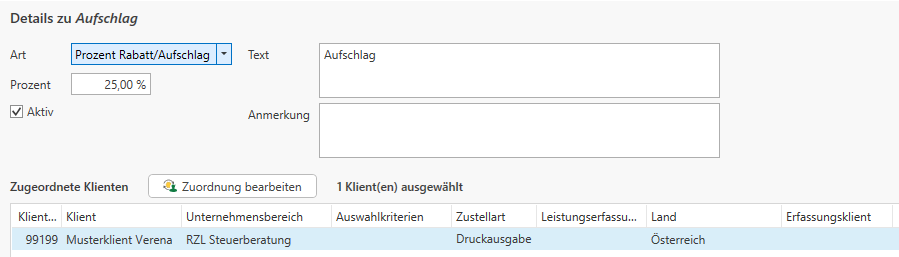 Details zu Aufschlag
Art Prozent Rabatt/Aufschlag Text Aufschlag
Prozent 25,00 %
Aktiv
Anmerkung
Zugeordnete Klienten Zuordnung bearbeiten 1 Klient(en) ausgewählt
Klient... Klient Unternehmensbereich Auswahlkriterien Zustellart Leistungserfassu... Land Erfassungsklient
99199 Musterklient Verena RZL Steuerberatung Druckausgabe Österreich